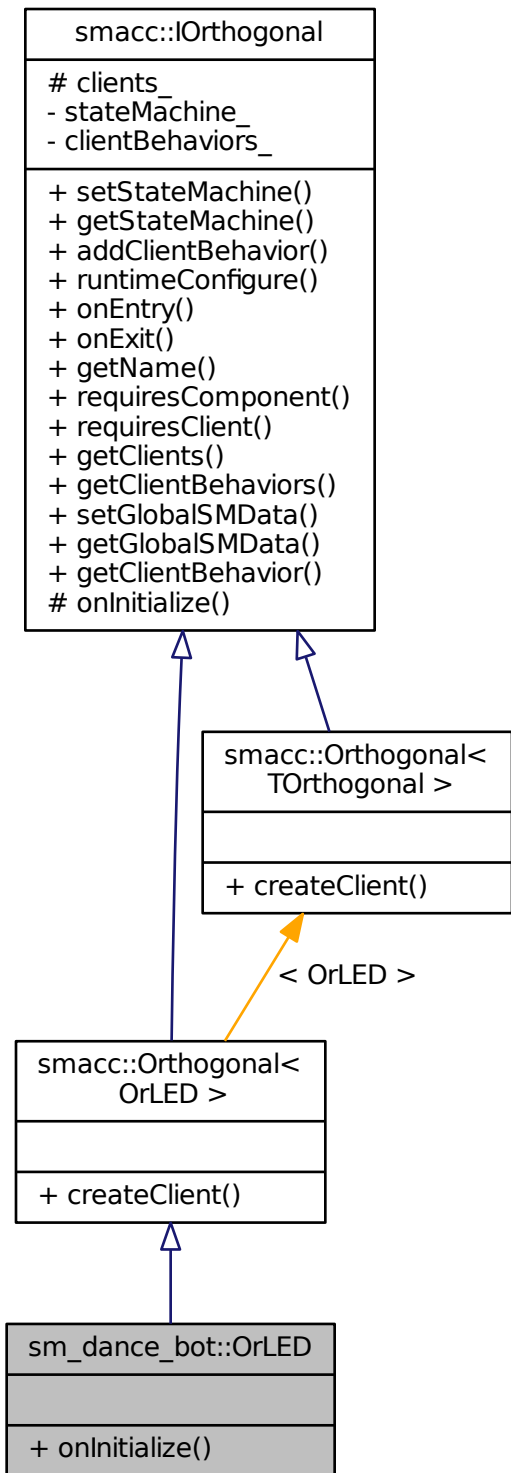 smacc::IOrthogonal
# clients_
- stateMachine_
- clientBehaviors_
+ setStateMachine()
+ getStateMachine()
+ addClientBehavior()
+ runtimeConfigure()
+ onEntry()
+ onExit()
+ getName()
+ requiresComponent()
+ requiresClient()
+ getClients()
+ getClientBehaviors()
+ setGlobalSMData()
+ getGlobalSMData()
+ getClientBehavior()
# onInitialize()
smacc::Orthogonal<
TOrthogonal >
+ createClient()
< OrLED >
smacc::Orthogonal<
OrLED >
+ createClient()
sm_dance_bot::OrLED
+ onInitialize()